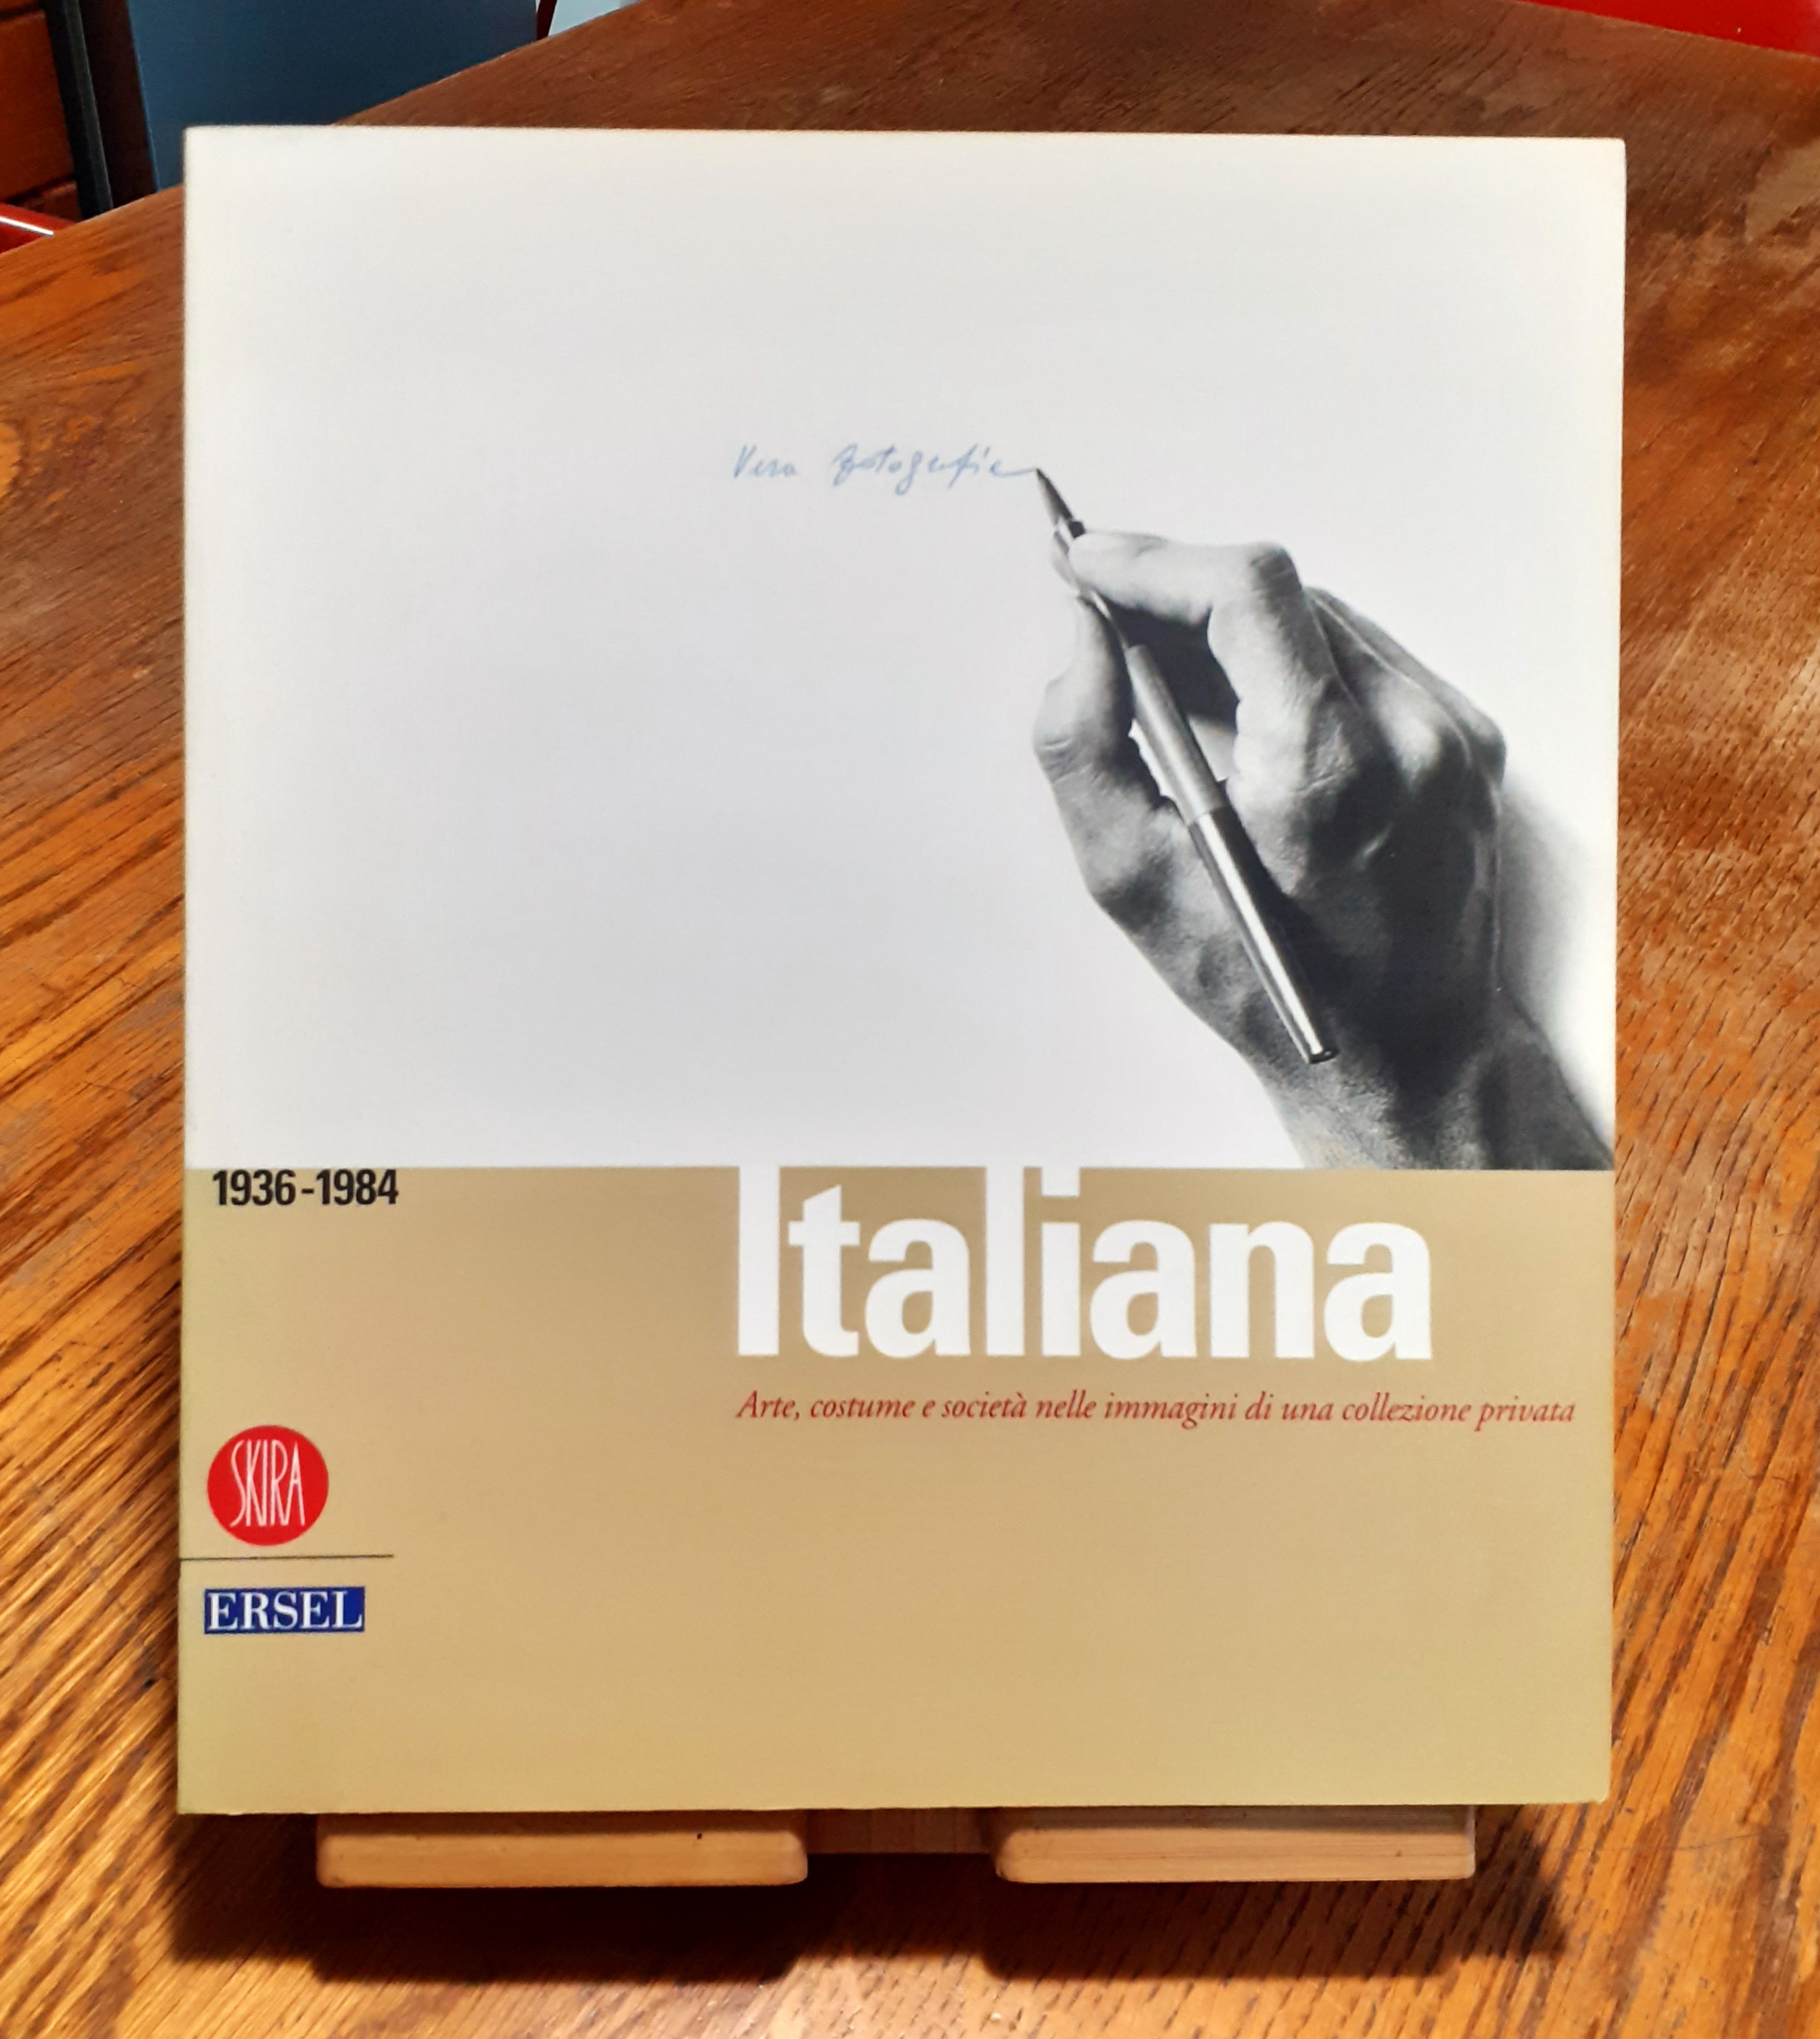 Vera fotografia
1936-1984
Italiana
Arte, costume e società nelle immagini di una collezione privata
SKIRA
ERSEL